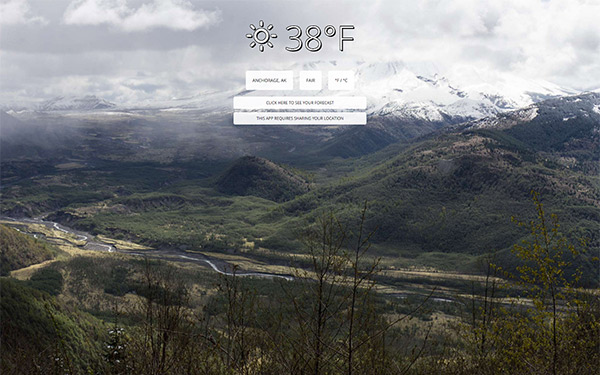 38°F
ANCHORAGE, AK
FAIR
°F / °C
CLICK HERE TO SEE YOUR FORECAST
THIS APP REQUIRES SHARING YOUR LOCATION